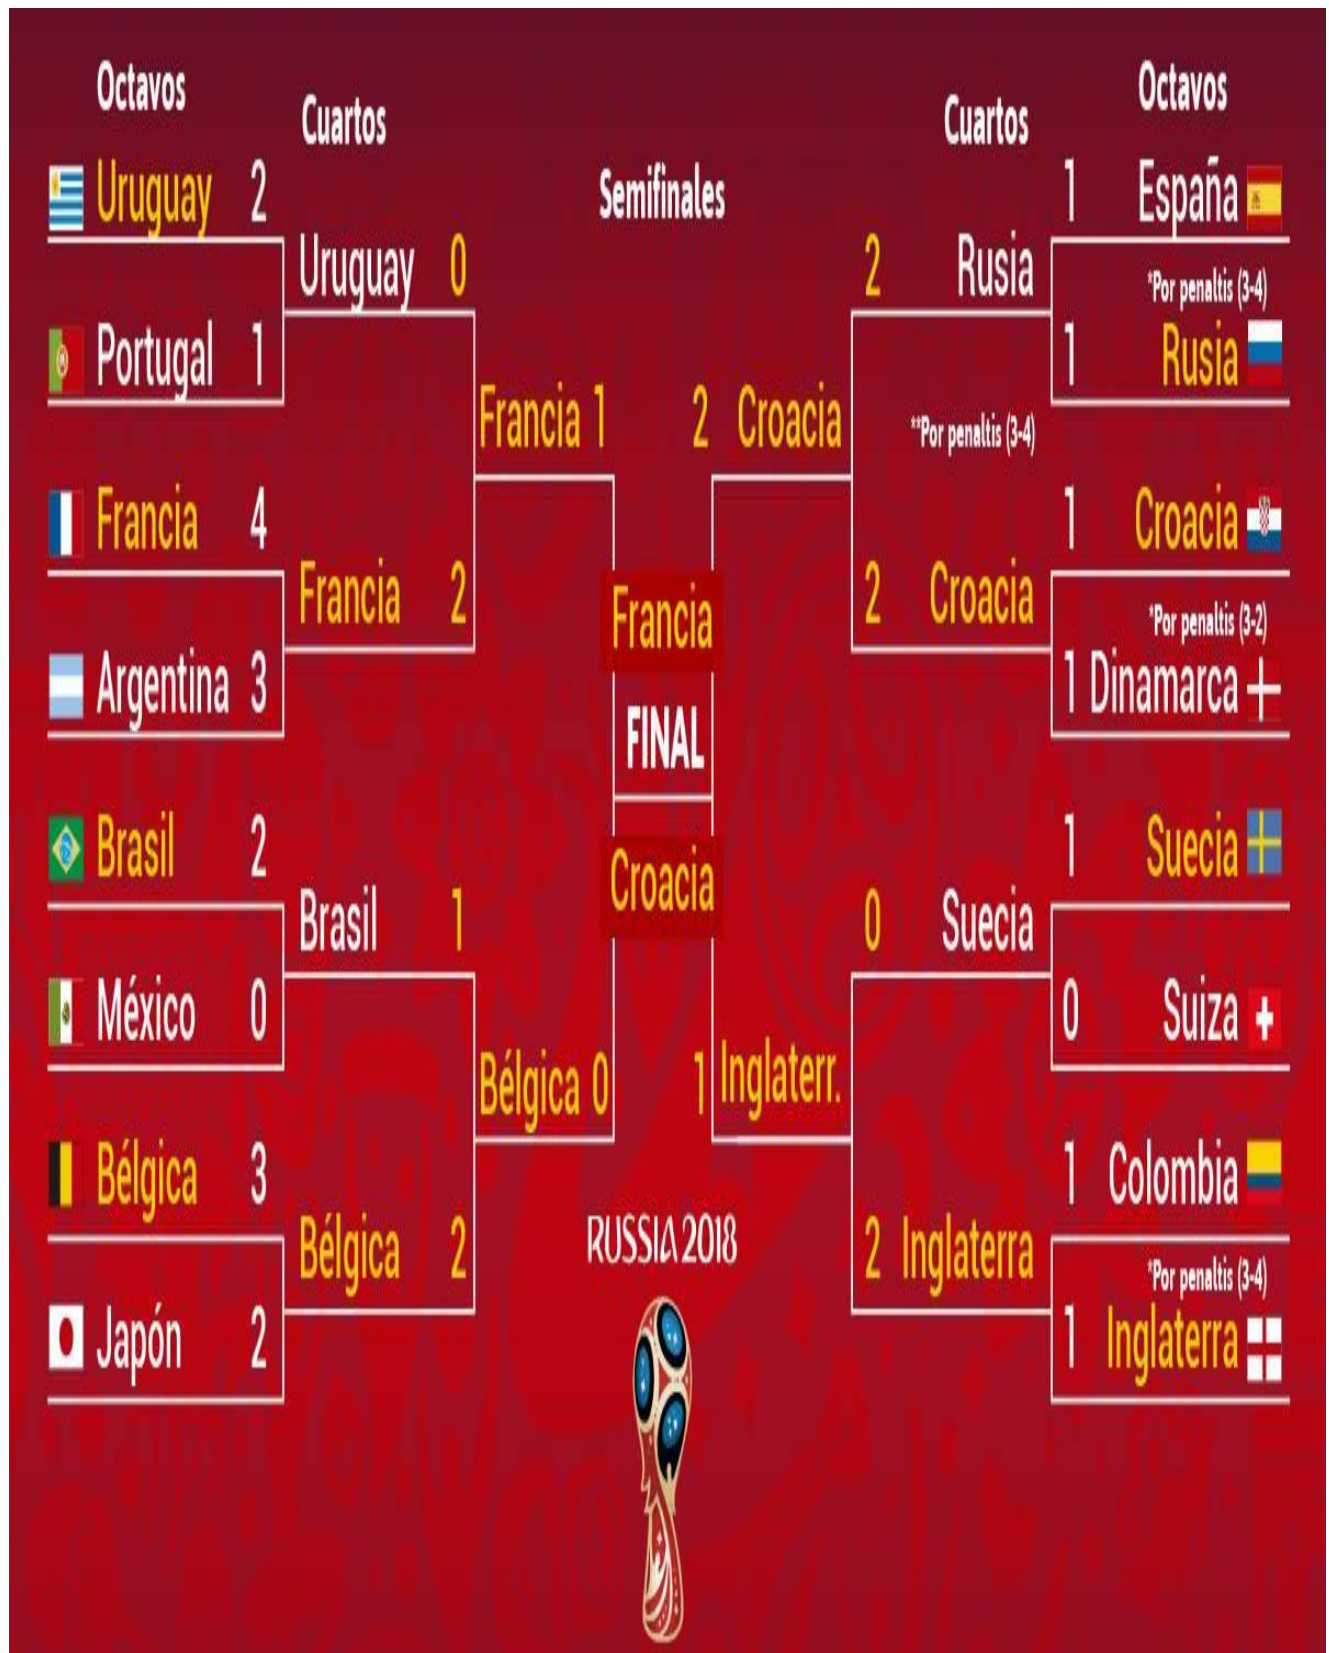 Octavos
Uruguay 2
Portugal 1
Francia 4
Argentina 3
Brasil 2
México 0
Bélgica 3
Japón 2
Cuartos
Uruguay 0
Francia 2
Brasil 1
Bélgica 2
Semifinales
Francia 1
Bélgica 0
2 Croacia
1 Inglaterr.
Francia
FINAL
Croacia
RUSSIA 2018
Cuartos
2 Rusia
**Por penaltis (3-4)
2 Croacia
0 Suecia
2 Inglaterra
Octavos
1 España
*Por penaltis (3-4)
1 Rusia
1 Croacia
*Por penaltis (3-2)
1 Dinamarca
1 Suecia
0 Suiza
1 Colombia
*Por penaltis (3-4)
1 Inglaterra